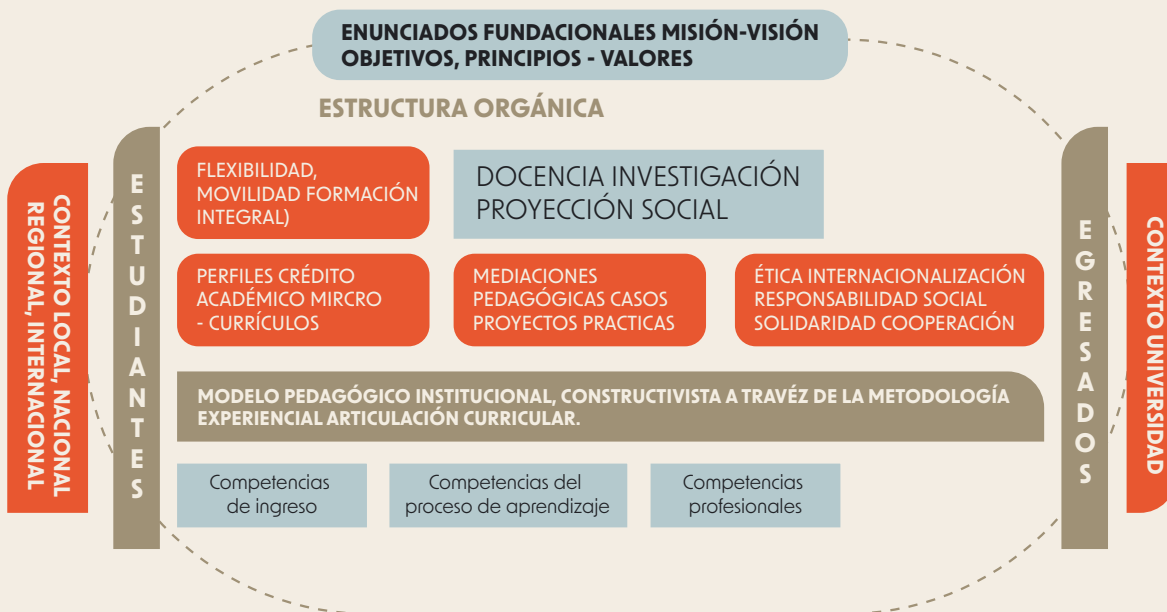 ENUNCIADOS FUNDACIONALES MISIÓN-VISIÓN
OBJETIVOS, PRINCIPIOS - VALORES
ESTRUCTURA ORGÁNICA
CONTEXTO LOCAL, NACIONAL
REGIONAL, INTERNACIONAL
ESTUDIANTES
FLEXIBILIDAD,
MOVILIDAD FORMACIÓN
INTEGRAL)
DOCENCIA INVESTIGACIÓN
PROYECCIÓN SOCIAL
PERFILES CRÉDITO
ACADÉMICO MIRCRO
- CURRÍCULOS
MEDIACIONES
PEDAGÓGICAS CASOS
PROYECTOS PRACTICAS
ÉTICA INTERNACIONALIZACIÓN
RESPONSABILIDAD SOCIAL
SOLIDARIDAD COOPERACIÓN
MODELO PEDAGÓGICO INSTITUCIONAL, CONSTRUCTIVISTA A TRAVÉZ DE LA METODOLOGÍA
EXPERIENCIAL ARTICULACIÓN CURRICULAR.
Competencias
de ingreso
Competencias del
proceso de aprendizaje
Competencias
profesionales
EGRESADOS
CONTEXTO UNIVERSIDAD